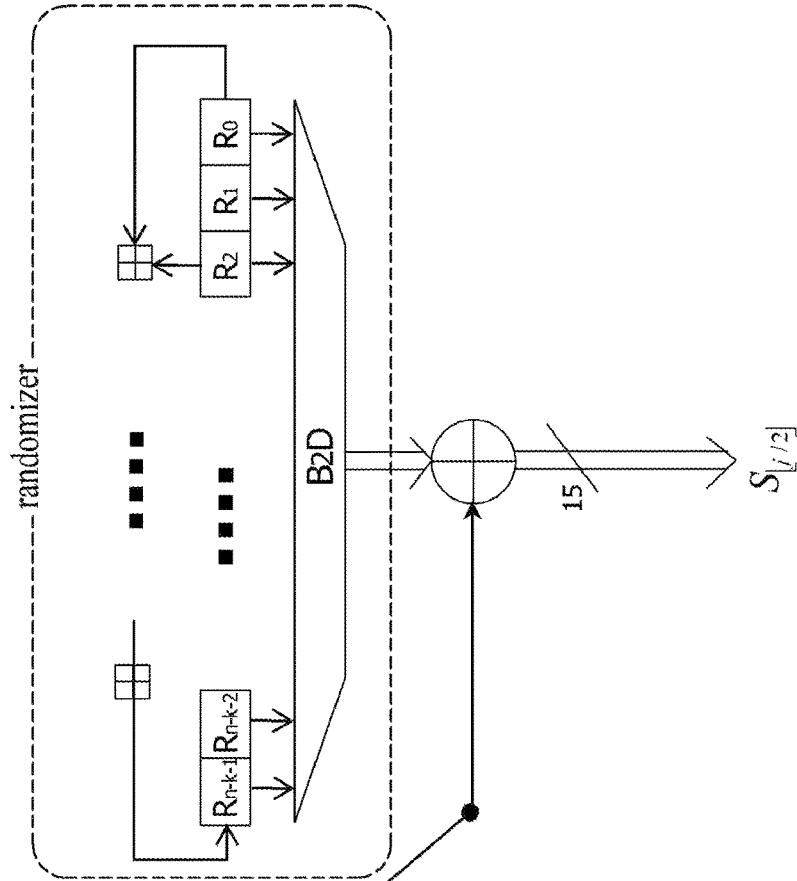 randomizer
R0
R1
R2
Rn-k-2
Rn-k-1
B2D
15
S⌊i/2⌋